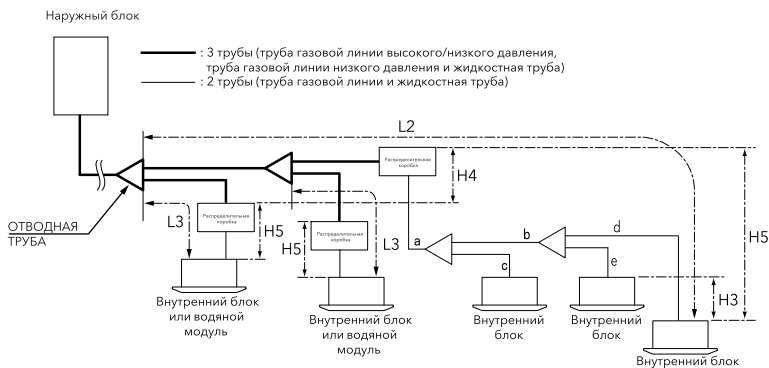 Наружный блок
: 3 трубы (труба газовой линии высокого/низкого давления,
труба газовой линии низкого давления и жидкостная труба)
: 2 трубы (труба газовой линии и жидкостная труба)
L2
Распределительная
коробка
H4
H5
L3
Распределительная
коробка
H5
ОТВОДНАЯ
ТРУБА
Распределительная
коробка
H5
L3
a
b
d
c
e
H3
Внутренний блок
или водяной
модуль
Внутренний блок
или водяной
модуль
Внутренний
блок
Внутренний
блок
Внутренний блок